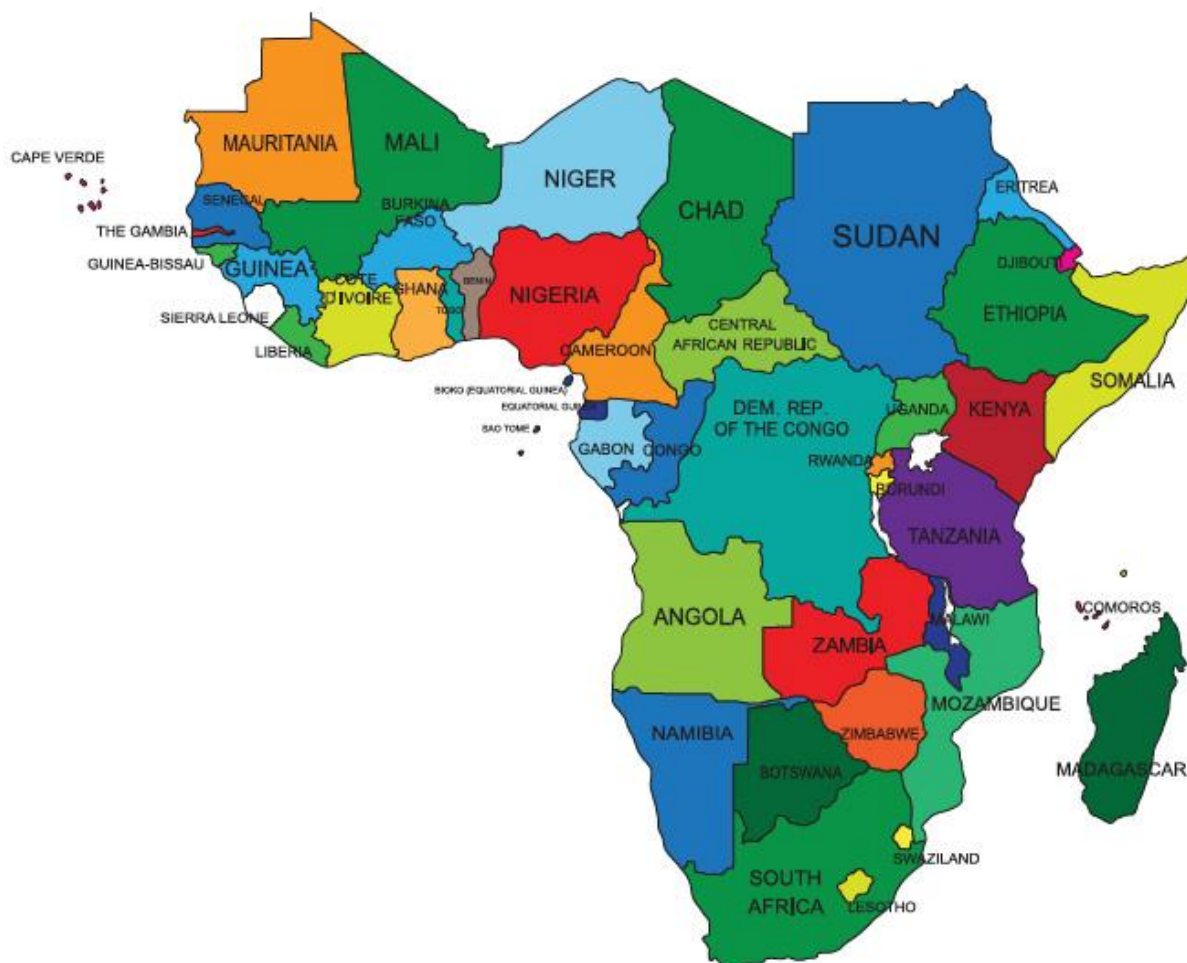 MAURITANIA
MALI
NIGER
CHAD
SUDAN
ERITREA
CAPE VERDE
SENEGAL
BURKINA
FASO
THE GAMBIA
GUINEA-BISSAU
GUINEA
COTE
D'IVOIRE
GHANA
TOGO
BENIN
NIGERIA
DJIBOUTI
ETHIOPIA
SIERRA LEONE
LIBERIA
CAMEROON
CENTRAL
AFRICAN REPUBLIC
SOMALIA
BIOKO (EQUATORIAL GUINEA)
EQUATORIAL GUINEA
SAO TOME
GABON
CONGO
DEM. REP.
OF THE CONGO
UGANDA
KENYA
RWANDA
BURUNDI
TANZANIA
ANGOLA
ZAMBIA
MALAWI
COMOROS
MOZAMBIQUE
NAMIBIA
ZIMBABWE
BOTSWANA
MADAGASCAR
SWAZILAND
SOUTH
AFRICA
LESOTHO